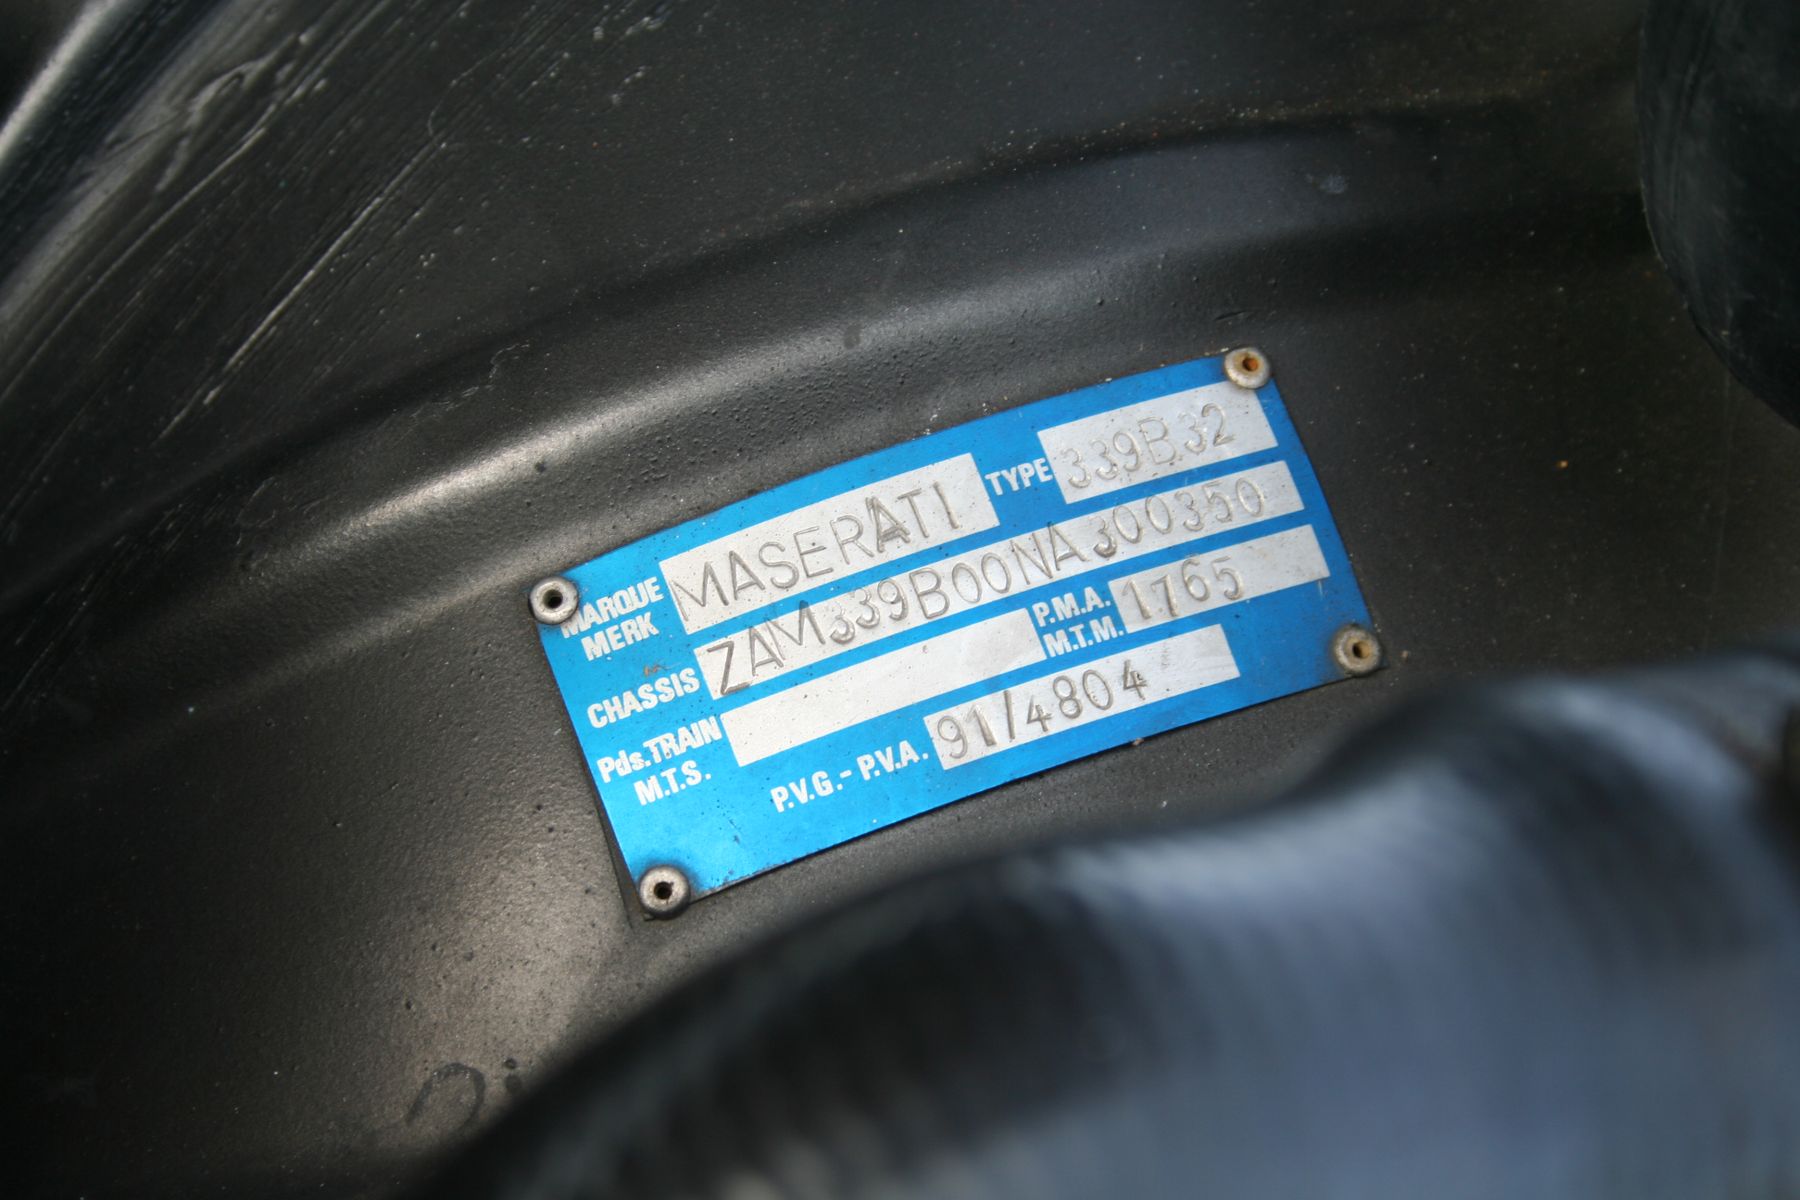 MARQUE MERK MASERATI TYPE 339B32
CHASSIS ZAM339B00NA300350
Pds.TRAIN M.T.S. P.M.A. M.T.M. 1765
P.V.G.-P.V.A. 91/4804